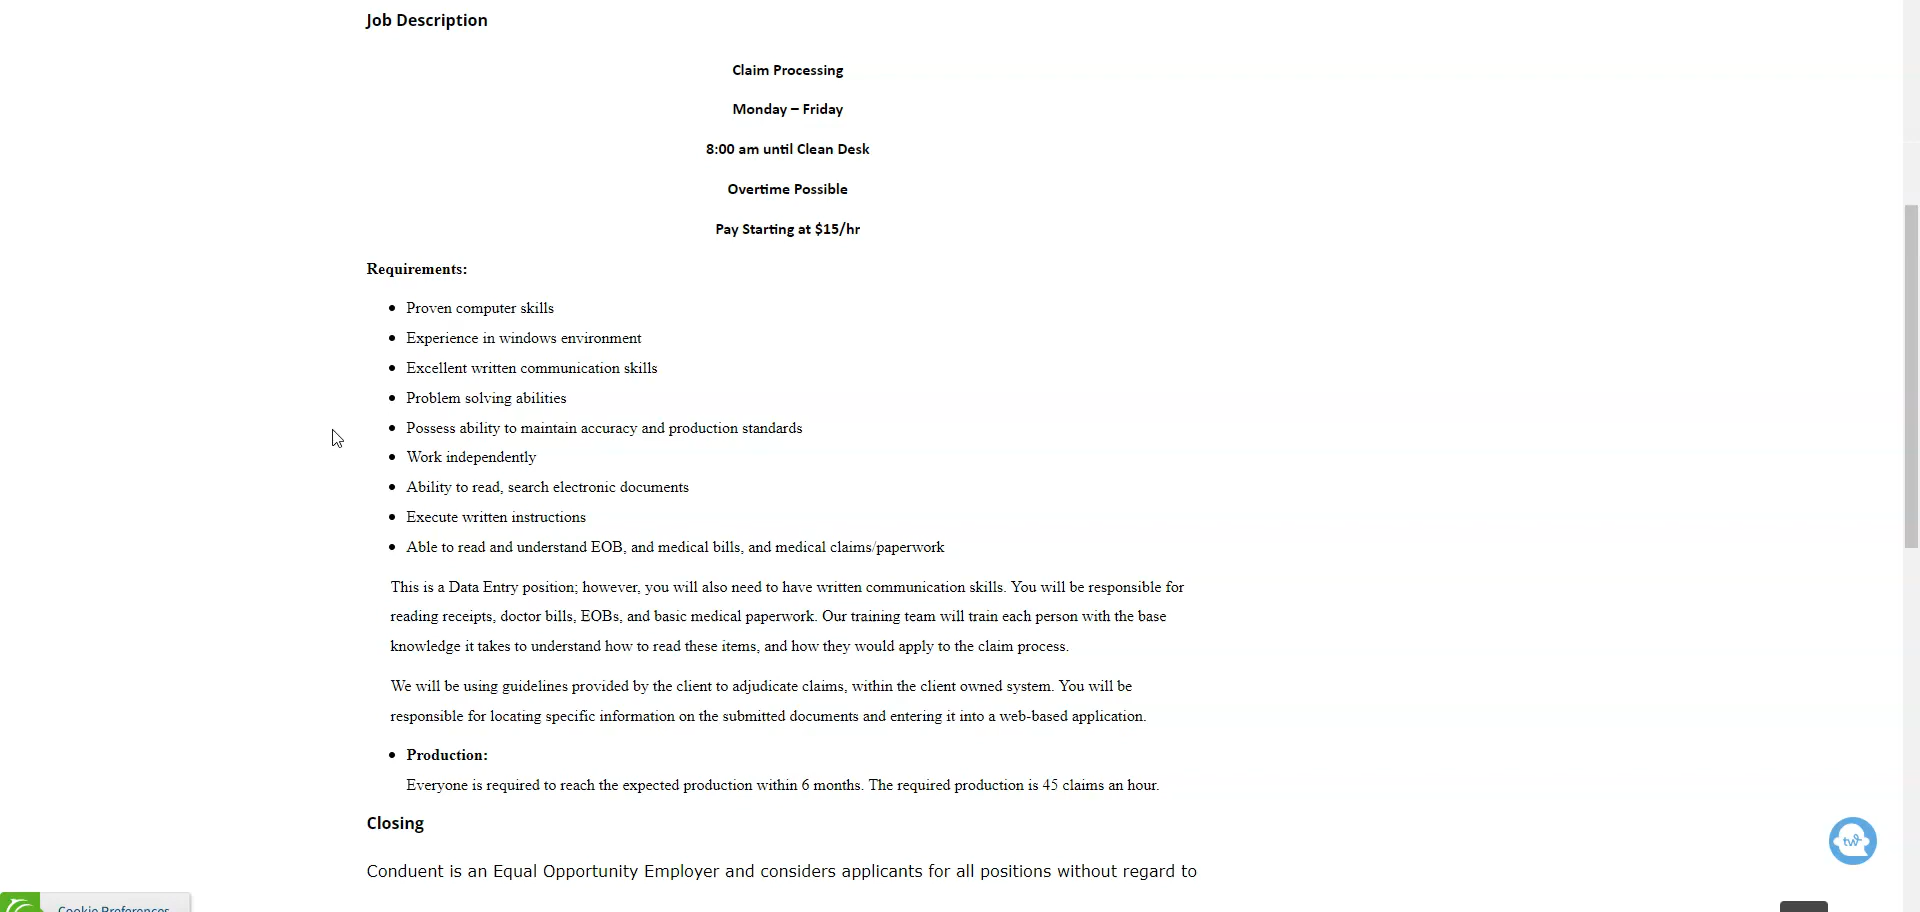 Job Description
Claim Processing
Monday – Friday
8:00 am until Clean Desk
Overtime Possible
Pay Starting at $15/hr
Requirements:
Proven computer skills
Experience in windows environment
Excellent written communication skills
Problem solving abilities
Possess ability to maintain accuracy and production standards
Work independently
Ability to read, search electronic documents
Execute written instructions
Able to read and understand EOB, and medical bills, and medical claims/paperwork
This is a Data Entry position; however, you will also need to have written communication skills. You will be responsible for
reading receipts, doctor bills, EOBs, and basic medical paperwork. Our training team will train each person with the base
knowledge it takes to understand how to read these items, and how they would apply to the claim process.
We will be using guidelines provided by the client to adjudicate claims, within the client owned system. You will be
responsible for locating specific information on the submitted documents and entering it into a web-based application.
Production:
Everyone is required to reach the expected production within 6 months. The required production is 45 claims an hour.
Closing
Conduent is an Equal Opportunity Employer and considers applicants for all positions without regard to
tw
Cookie Preferences